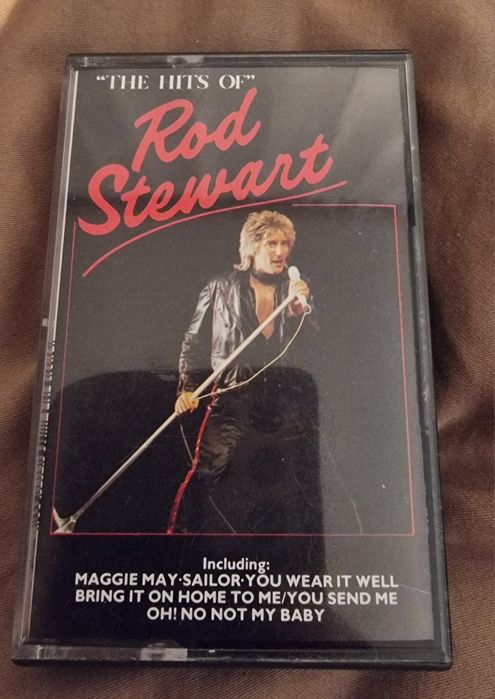 “THE HITS OF”
Rod
Stewart
Including:
MAGGIE MAY·SAILOR·YOU WEAR IT WELL
BRING IT ON HOME TO ME/YOU SEND ME
OH! NO NOT MY BABY